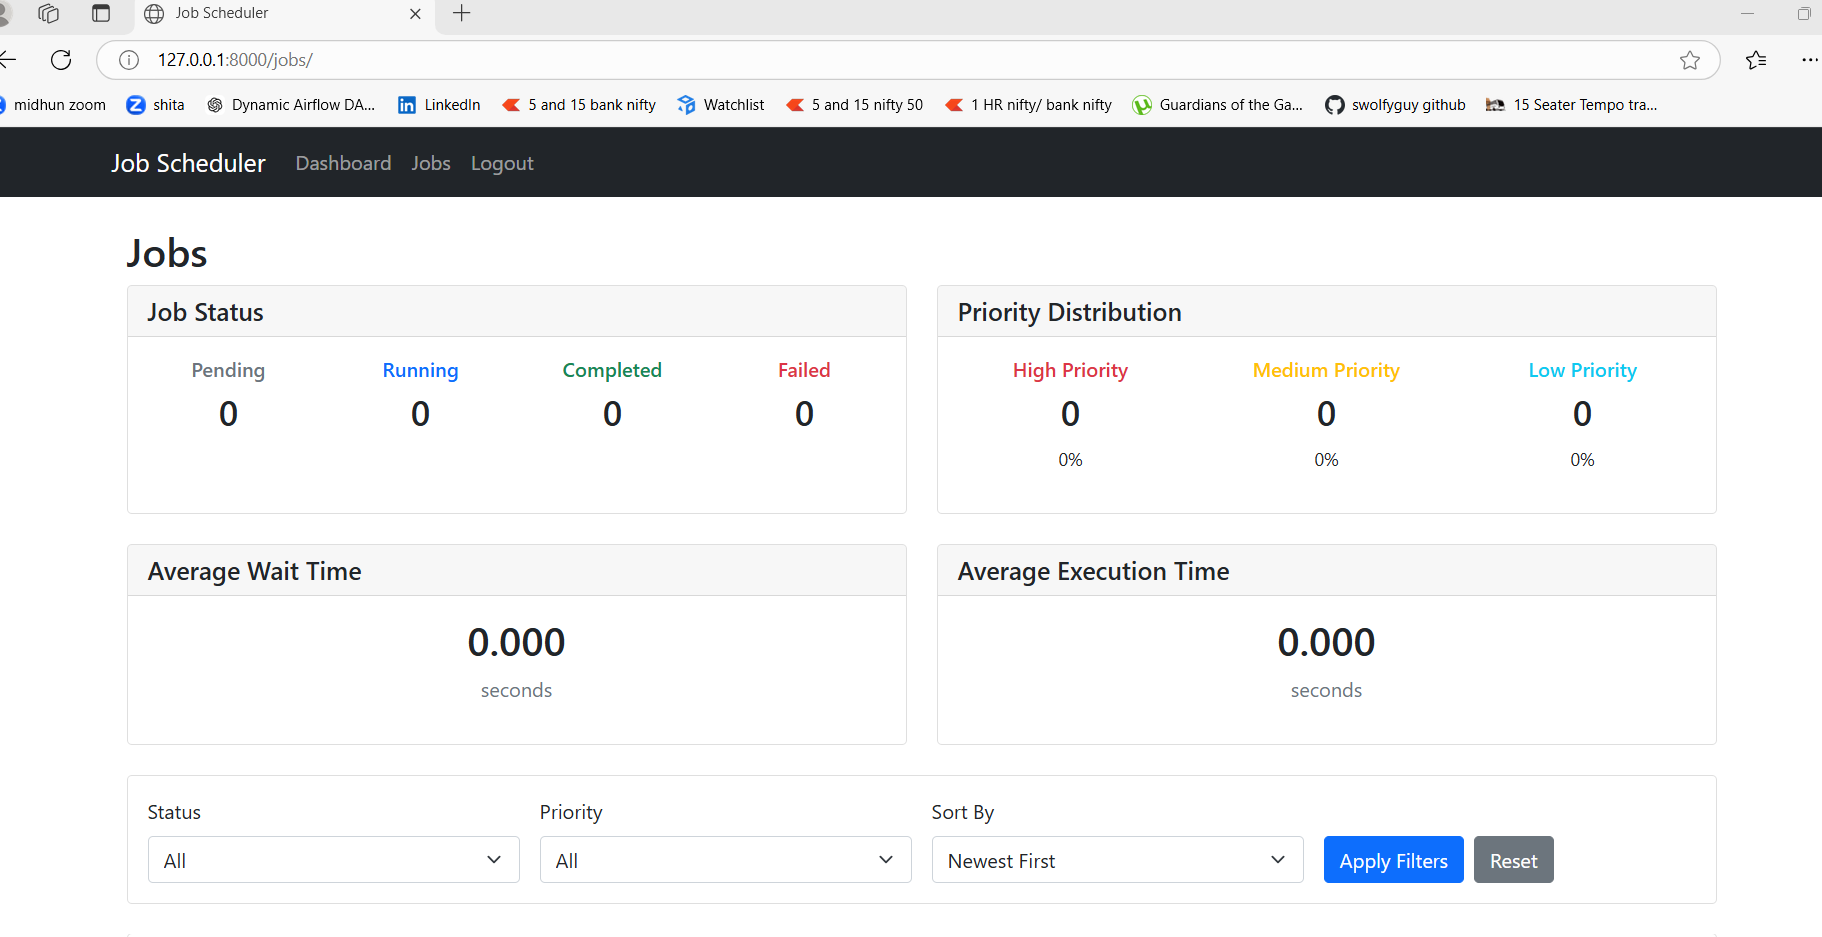 Job Scheduler
127.0.0.1:8000/jobs/
midhun zoom shita Dynamic Airflow DA... LinkedIn 5 and 15 bank nifty Watchlist 5 and 15 nifty 50 1 HR nifty/ bank nifty Guardians of the Ga... swolfyguy github 15 Seater Tempo tra...
Job Scheduler Dashboard Jobs Logout
Jobs
Job Status
Pending Running Completed Failed
0 0 0 0
Priority Distribution
High Priority Medium Priority Low Priority
0 0 0
0% 0% 0%
Average Wait Time
0.000
seconds
Average Execution Time
0.000
seconds
Status Priority Sort By
All All Newest First Apply Filters Reset